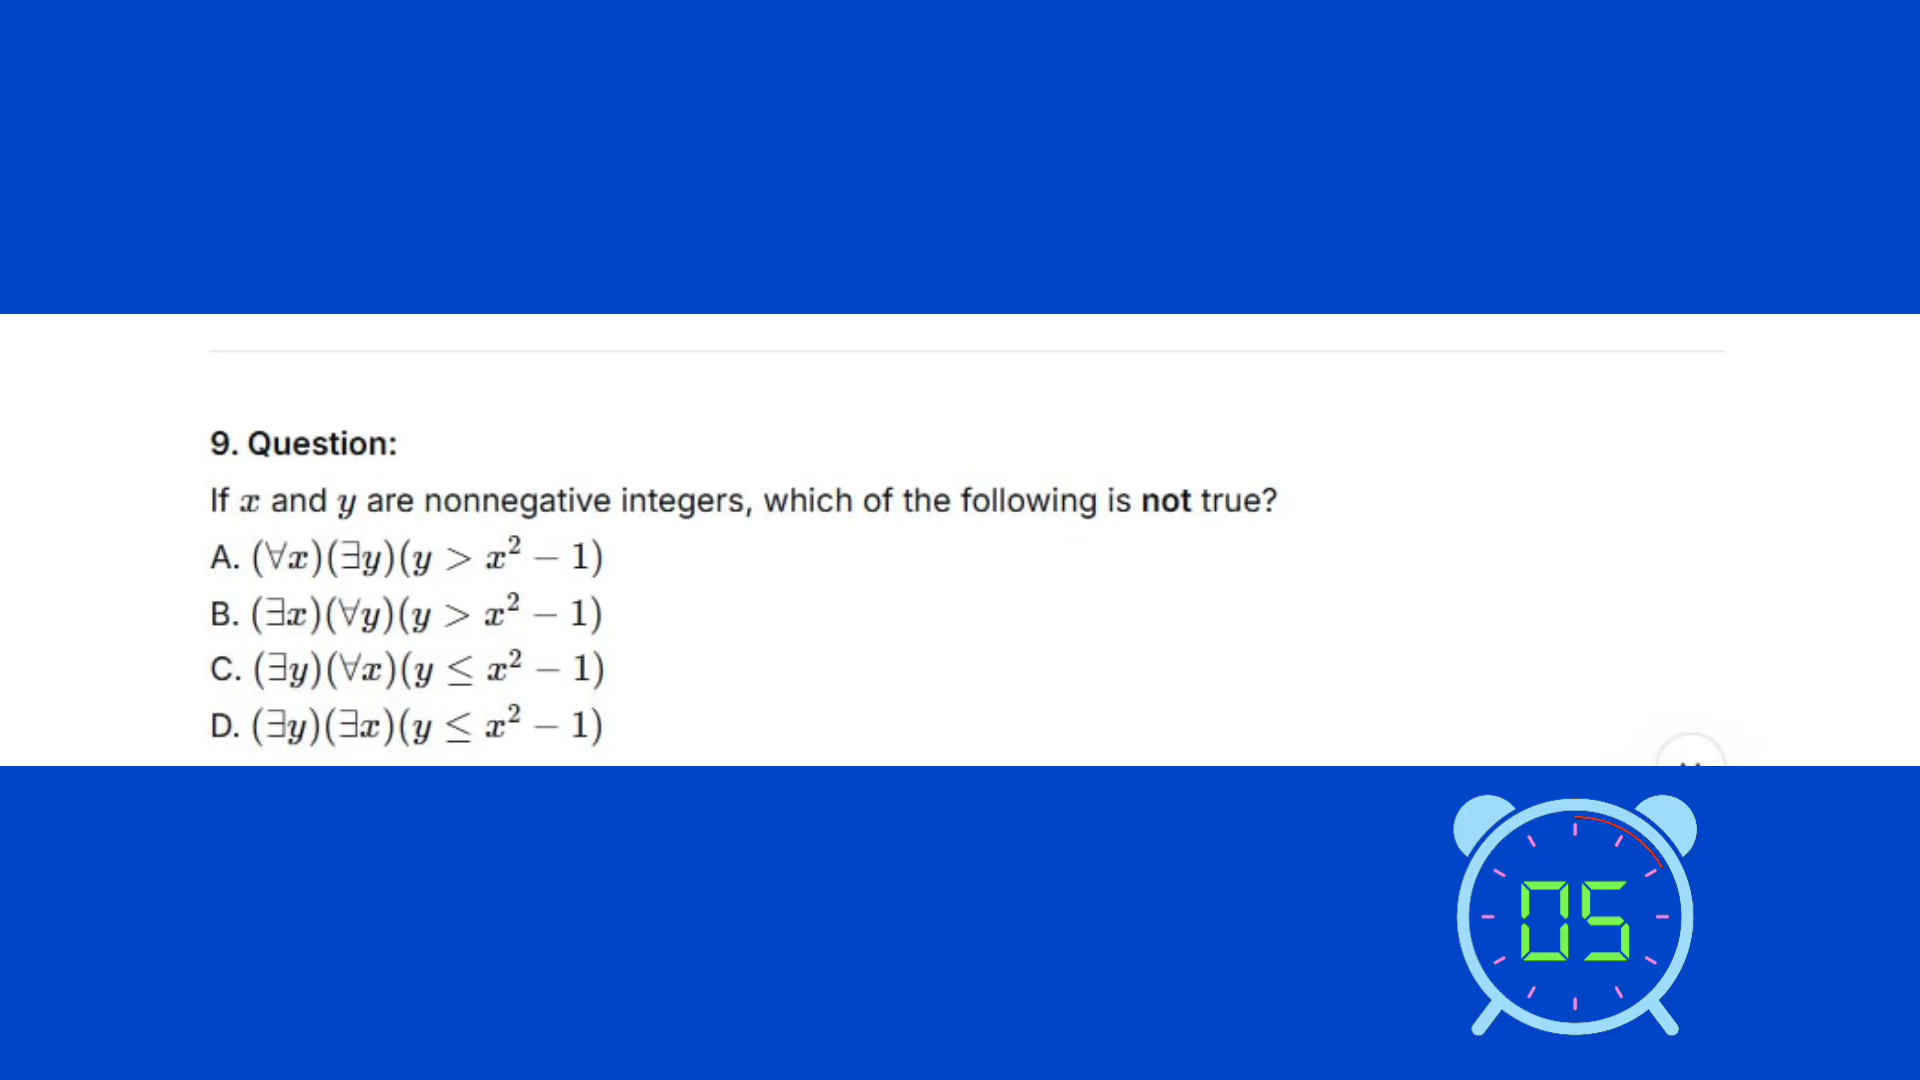 9. Question:
If x and y are nonnegative integers, which of the following is not true?
A. (∀x)(∃y)(y > x² − 1)
B. (∃x)(∀y)(y > x² − 1)
C. (∃y)(∀x)(y ≤ x² − 1)
D. (∃y)(∃x)(y ≤ x² − 1)
05